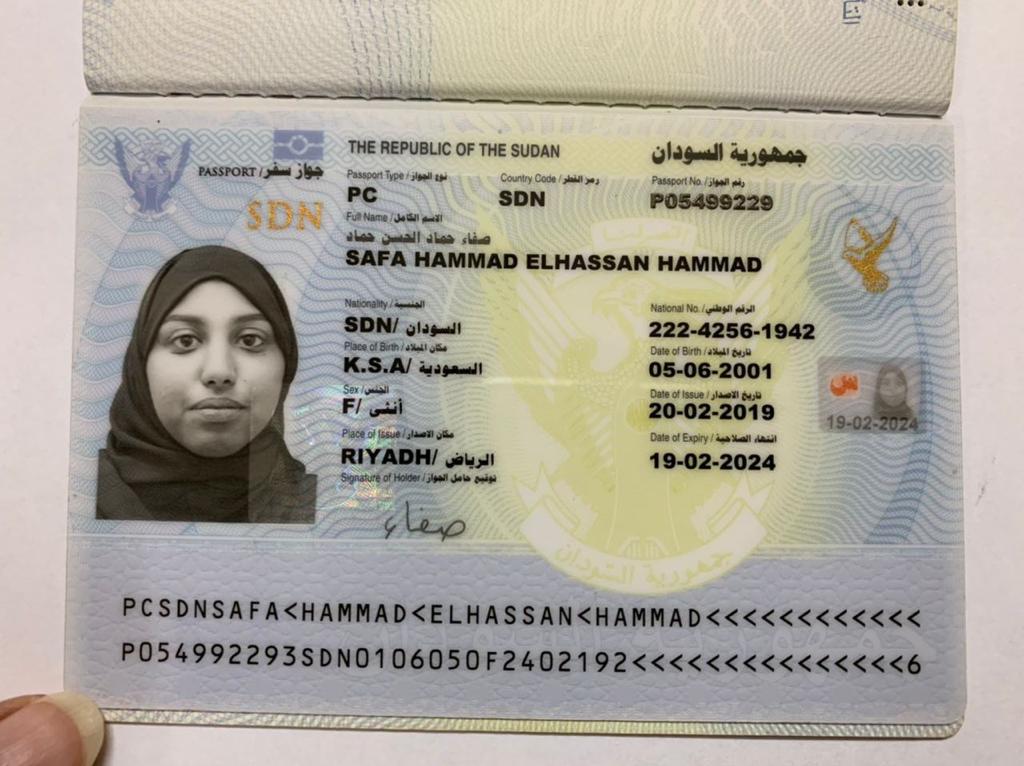 THE REPUBLIC OF THE SUDAN جمهورية السودان
PASSPORT / جواز سفر
SDN
Passport Type / نوع الجواز Country Code / رمز القطر Passport No. / رقم الجواز
PC SDN P05499229
Full Name / الاسم الكامل
صفاء حماد الحسن حماد
SAFA HAMMAD ELHASSAN HAMMAD
Nationality / الجنسية National No. / الرقم الوطني
SDN/ السودان 222-4256-1942
Place of Birth / مكان الميلاد Date of Birth / تاريخ الميلاد
K.S.A/ السعودية 05-06-2001
Sex / الجنس Date of Issue / تاريخ الاصدار
F/ أنثى 20-02-2019
Place of Issue / مكان الاصدار Date of Expiry / انتهاء الصلاحية
RIYADH/ الرياض 19-02-2024
Signature of Holder / توقيع حامل الجواز
صفاء
س
19-02-2024
جمهورية السودان
PCSDNSAFA<HAMMAD<ELHASSAN<HAMMAD<<<<<<<<<<<<
P054992293SDN0106050F2402192<<<<<<<<<<<<<<<6